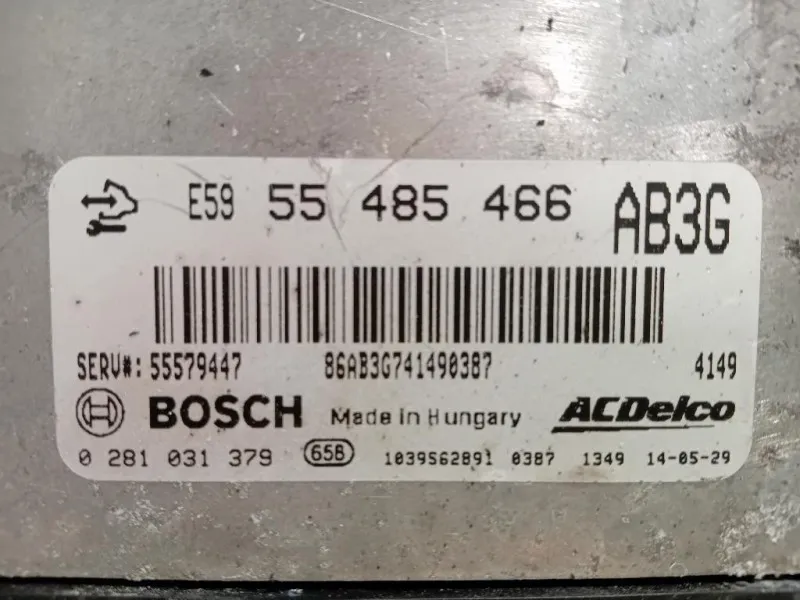 E59 55 485 466 AB3G
SERV#: 55579447 86AB3G741490387 4149
BOSCH Made in Hungary ACDelco
0 281 031 379 65B 1039S62891 0387 1349 14-05-29